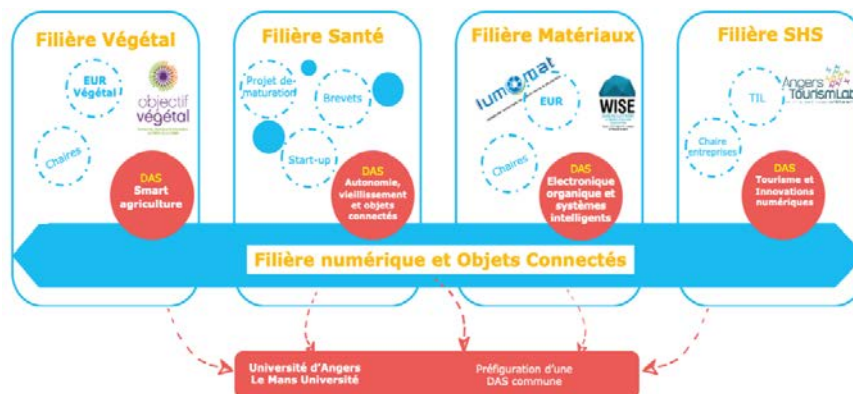 Filière Végétal
EUR
Végétal
objectif
végétal
Chaires
DAS
Smart
agriculture
Filière Santé
Projet de
maturation
Brevets
Start-up
DAS
Autonomie,
vieillissement
et objets
connectés
Filière Matériaux
lumomat
EUR
WISE
Chaires
DAS
Electronique
organique et
systèmes
intelligents
Filière SHS
TIL
Angers
TourismLab
Chaire
entreprises
DAS
Tourisme et
Innovations
numériques
Filière numérique et Objets Connectés
Université d'Angers
Le Mans Université
Préfiguration d'une
DAS commune